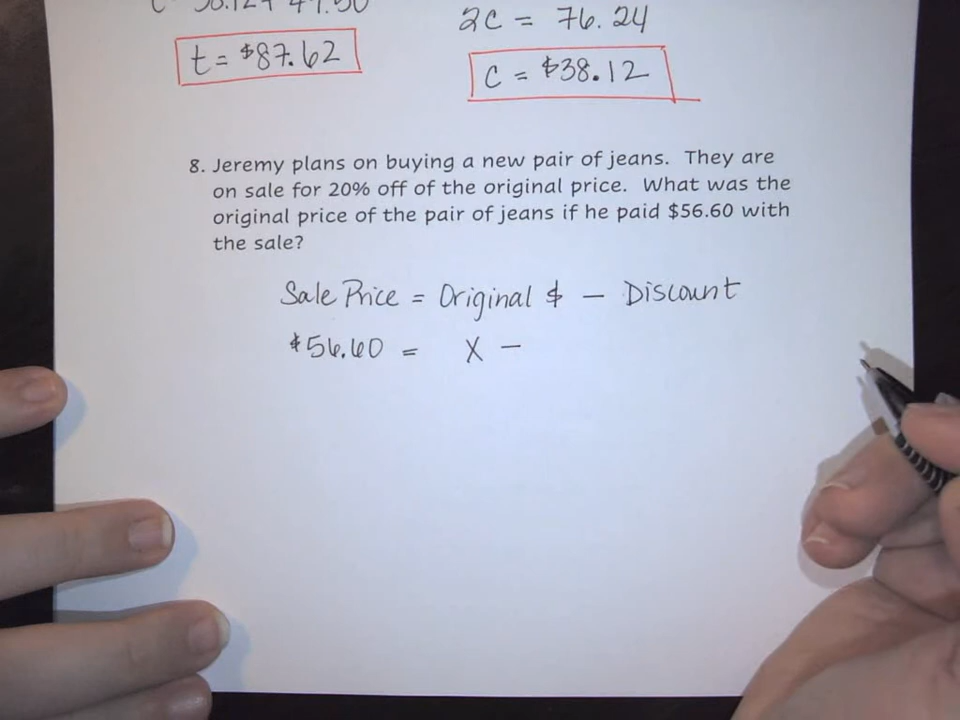 49.50
t = $87.62
2c = 76.24
c = $38.12
8. Jeremy plans on buying a new pair of jeans. They are
on sale for 20% off of the original price. What was the
original price of the pair of jeans if he paid $56.60 with
the sale?
Sale Price = Original $ − Discount
$56.60 = X −